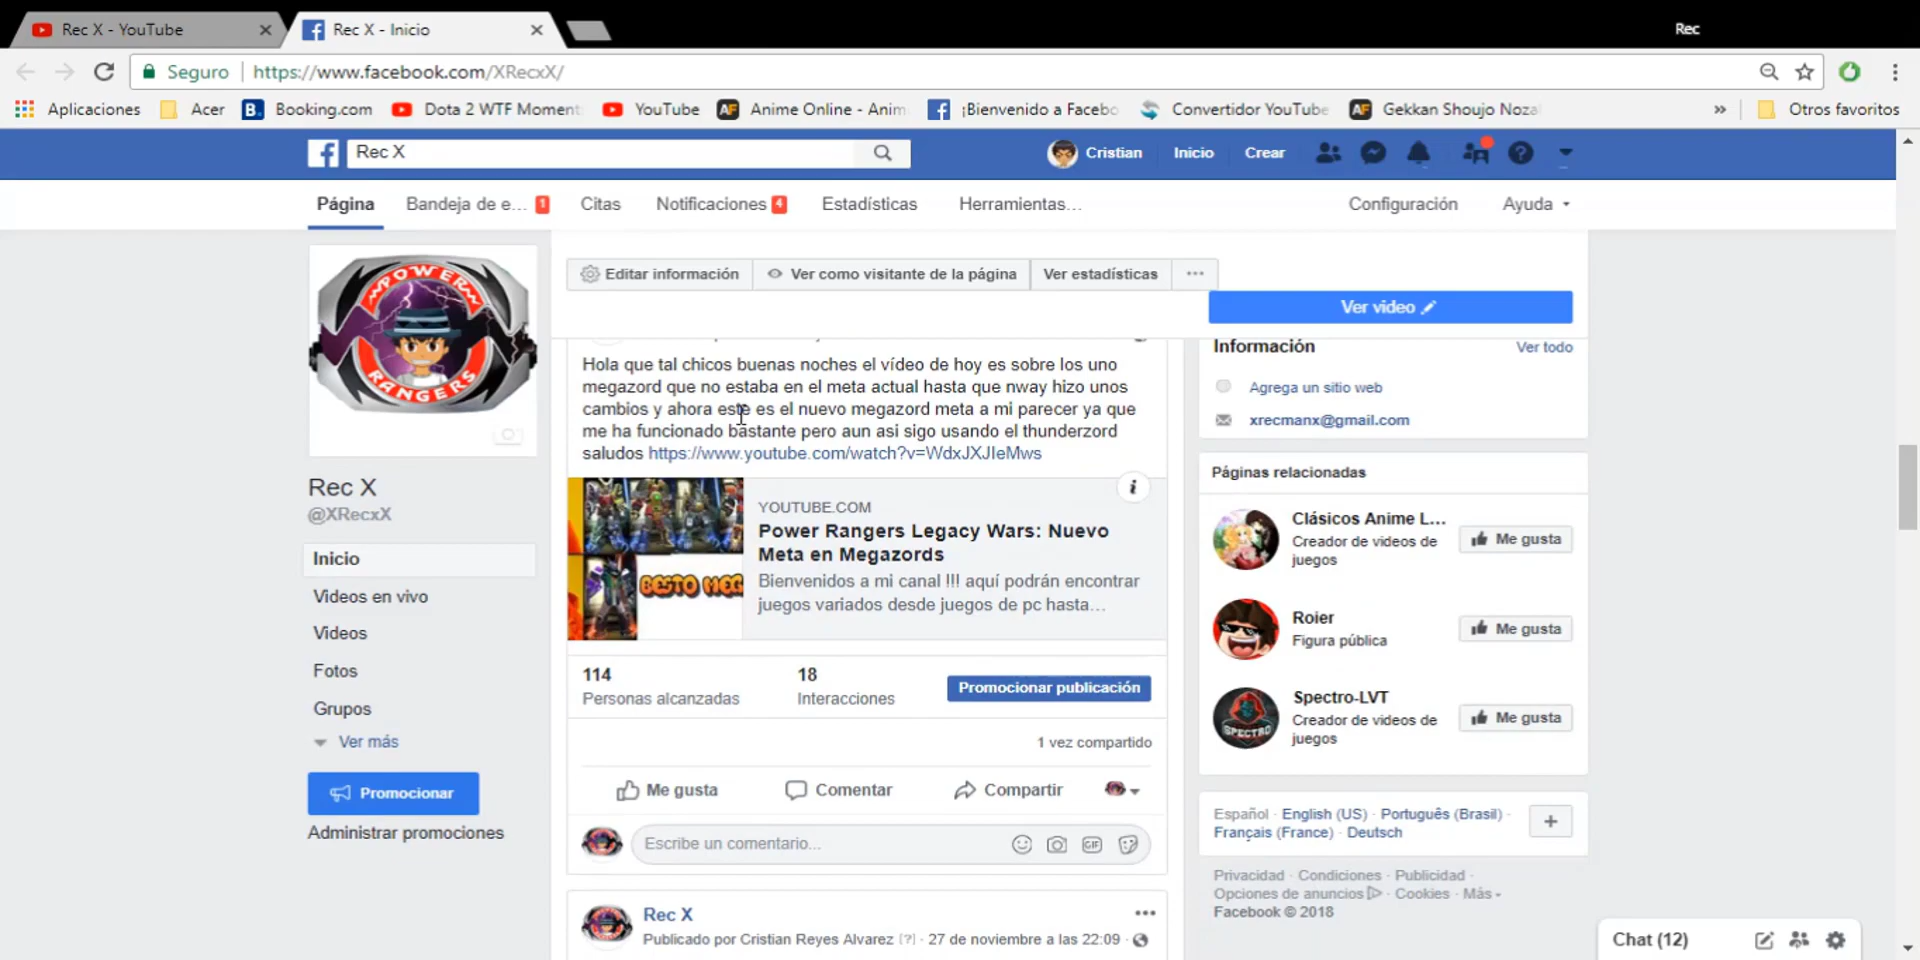 Rec X - YouTube
Rec X - Inicio
Rec
Seguro
https://www.facebook.com/XRecxX/
Aplicaciones
Acer
Booking.com
Dota 2 WTF Moment
YouTube
Anime Online - Anim
¡Bienvenido a Facebo
Convertidor YouTube
Gekkan Shoujo Noza
»
Otros favoritos
Rec X
Cristian
Inicio
Crear
Página
Bandeja de e... 1
Citas
Notificaciones 4
Estadísticas
Herramientas...
Configuración
Ayuda
Editar información
Ver como visitante de la página
Ver estadísticas
Ver video
POWER
RANGERS
Rec X
@XRecxX
Inicio
Videos en vivo
Videos
Fotos
Grupos
Ver más
Promocionar
Administrar promociones
Hola que tal chicos buenas noches el vídeo de hoy es sobre los uno
megazord que no estaba en el meta actual hasta que nway hizo unos
cambios y ahora este es el nuevo megazord meta a mi parecer ya que
me ha funcionado bastante pero aun asi sigo usando el thunderzord
saludos https://www.youtube.com/watch?v=WdxJXJIeMws
BESTO MEG
YOUTUBE.COM
Power Rangers Legacy Wars: Nuevo
Meta en Megazords
Bienvenidos a mi canal !!! aquí podrán encontrar
juegos variados desde juegos de pc hasta...
114
Personas alcanzadas
18
Interacciones
Promocionar publicación
1 vez compartido
Me gusta
Comentar
Compartir
Escribe un comentario...
GIF
Rec X
Publicado por Cristian Reyes Alvarez [?] · 27 de noviembre a las 22:09 ·
Información
Ver todo
Agrega un sitio web
xrecmanx@gmail.com
Páginas relacionadas
Clásicos Anime L...
Creador de videos de
juegos
Me gusta
Roier
Figura pública
Me gusta
SPECTRO
Spectro-LVT
Creador de videos de
juegos
Me gusta
Español · English (US) · Português (Brasil) ·
Français (France) · Deutsch
Privacidad · Condiciones · Publicidad ·
Opciones de anuncios · Cookies · Más
Facebook © 2018
Chat (12)